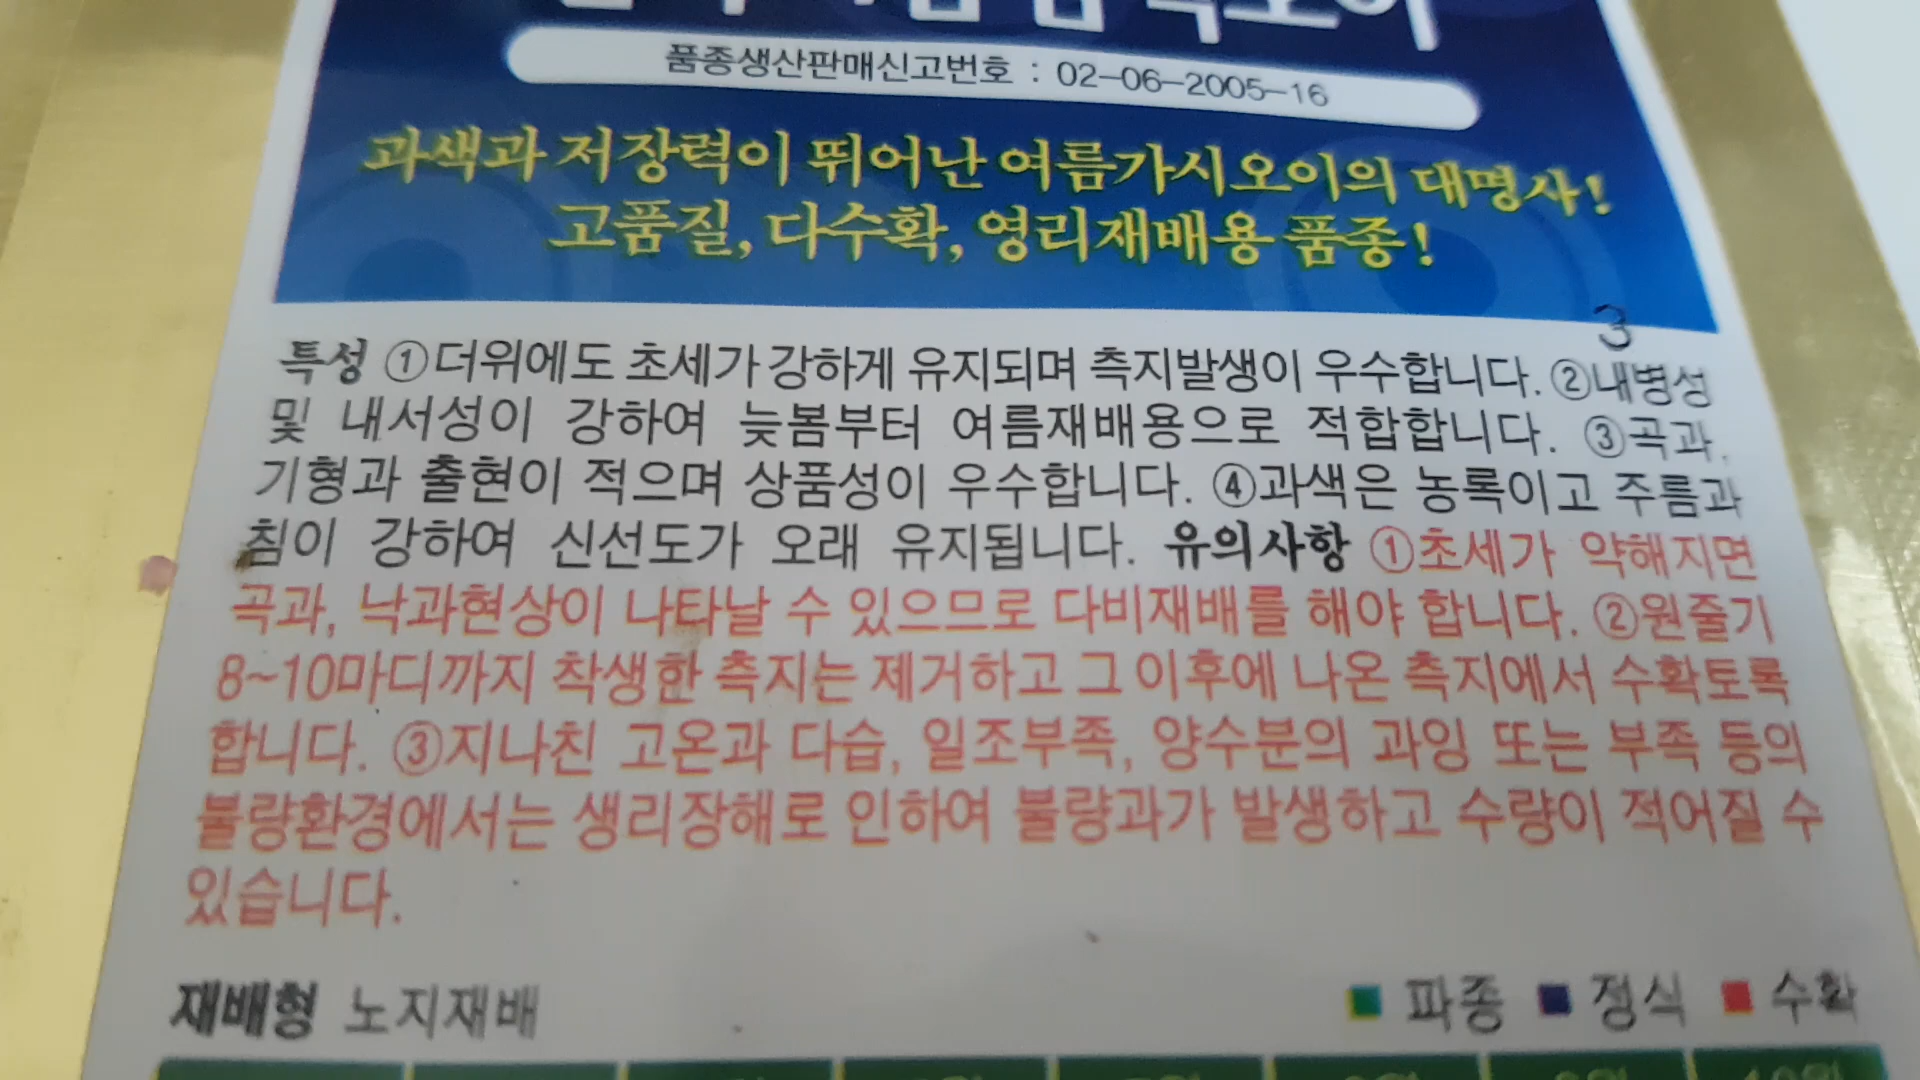 품종생산판매신고번호 : 02-06-2005-16
과색과 저장력이 뛰어난 여름가시오이의 대명사!
고품질, 다수확, 영리재배용 품종!
3
특성 ①더위에도 초세가 강하게 유지되며 측지발생이 우수합니다. ②내병성
및 내서성이 강하여 늦봄부터 여름재배용으로 적합합니다. ③곡과,
기형과 출현이 적으며 상품성이 우수합니다. ④과색은 농록이고 주름과
침이 강하여 신선도가 오래 유지됩니다. 유의사항 ①초세가 약해지면
곡과, 낙과현상이 나타날 수 있으므로 다비재배를 해야 합니다. ②원줄기
8~10마디까지 착생한 측지는 제거하고 그 이후에 나온 측지에서 수확토록
합니다. ③지나친 고온과 다습, 일조부족, 양수분의 과잉 또는 부족 등의
불량환경에서는 생리장해로 인하여 불량과가 발생하고 수량이 적어질 수
있습니다.
재배형 노지재배 파종 정식 수확